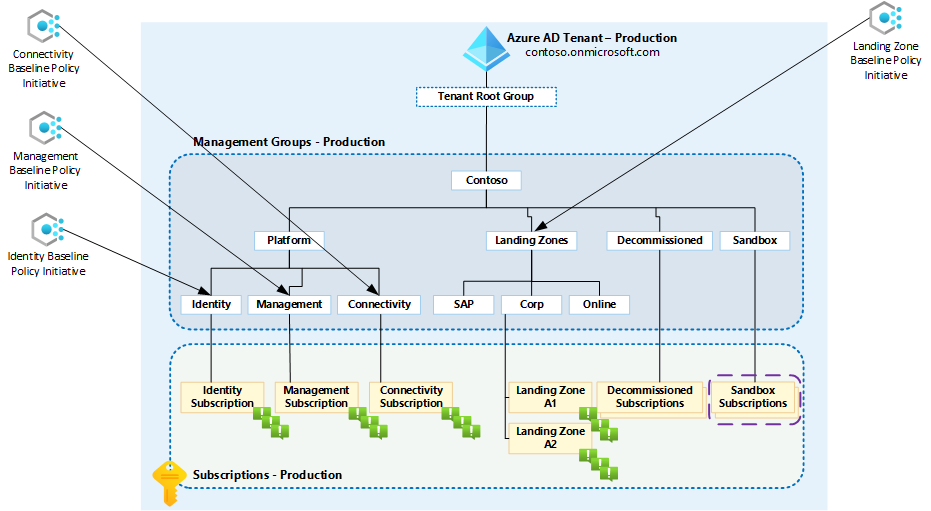 Connectivity
Baseline Policy
Initiative
Azure AD Tenant – Production
contoso.onmicrosoft.com
Landing Zone
Baseline Policy
Initiative
Tenant Root Group
Management Groups - Production
Management
Baseline Policy
Initiative
Contoso
Identity Baseline
Policy Initiative
Platform
Landing Zones
Decommissioned
Sandbox
Identity
Management
Connectivity
SAP
Corp
Online
Identity
Subscription
Management
Subscription
Connectivity
Subscription
Landing Zone
A1
Decommissioned
Subscriptions
Sandbox
Subscriptions
Landing Zone
A2
Subscriptions - Production